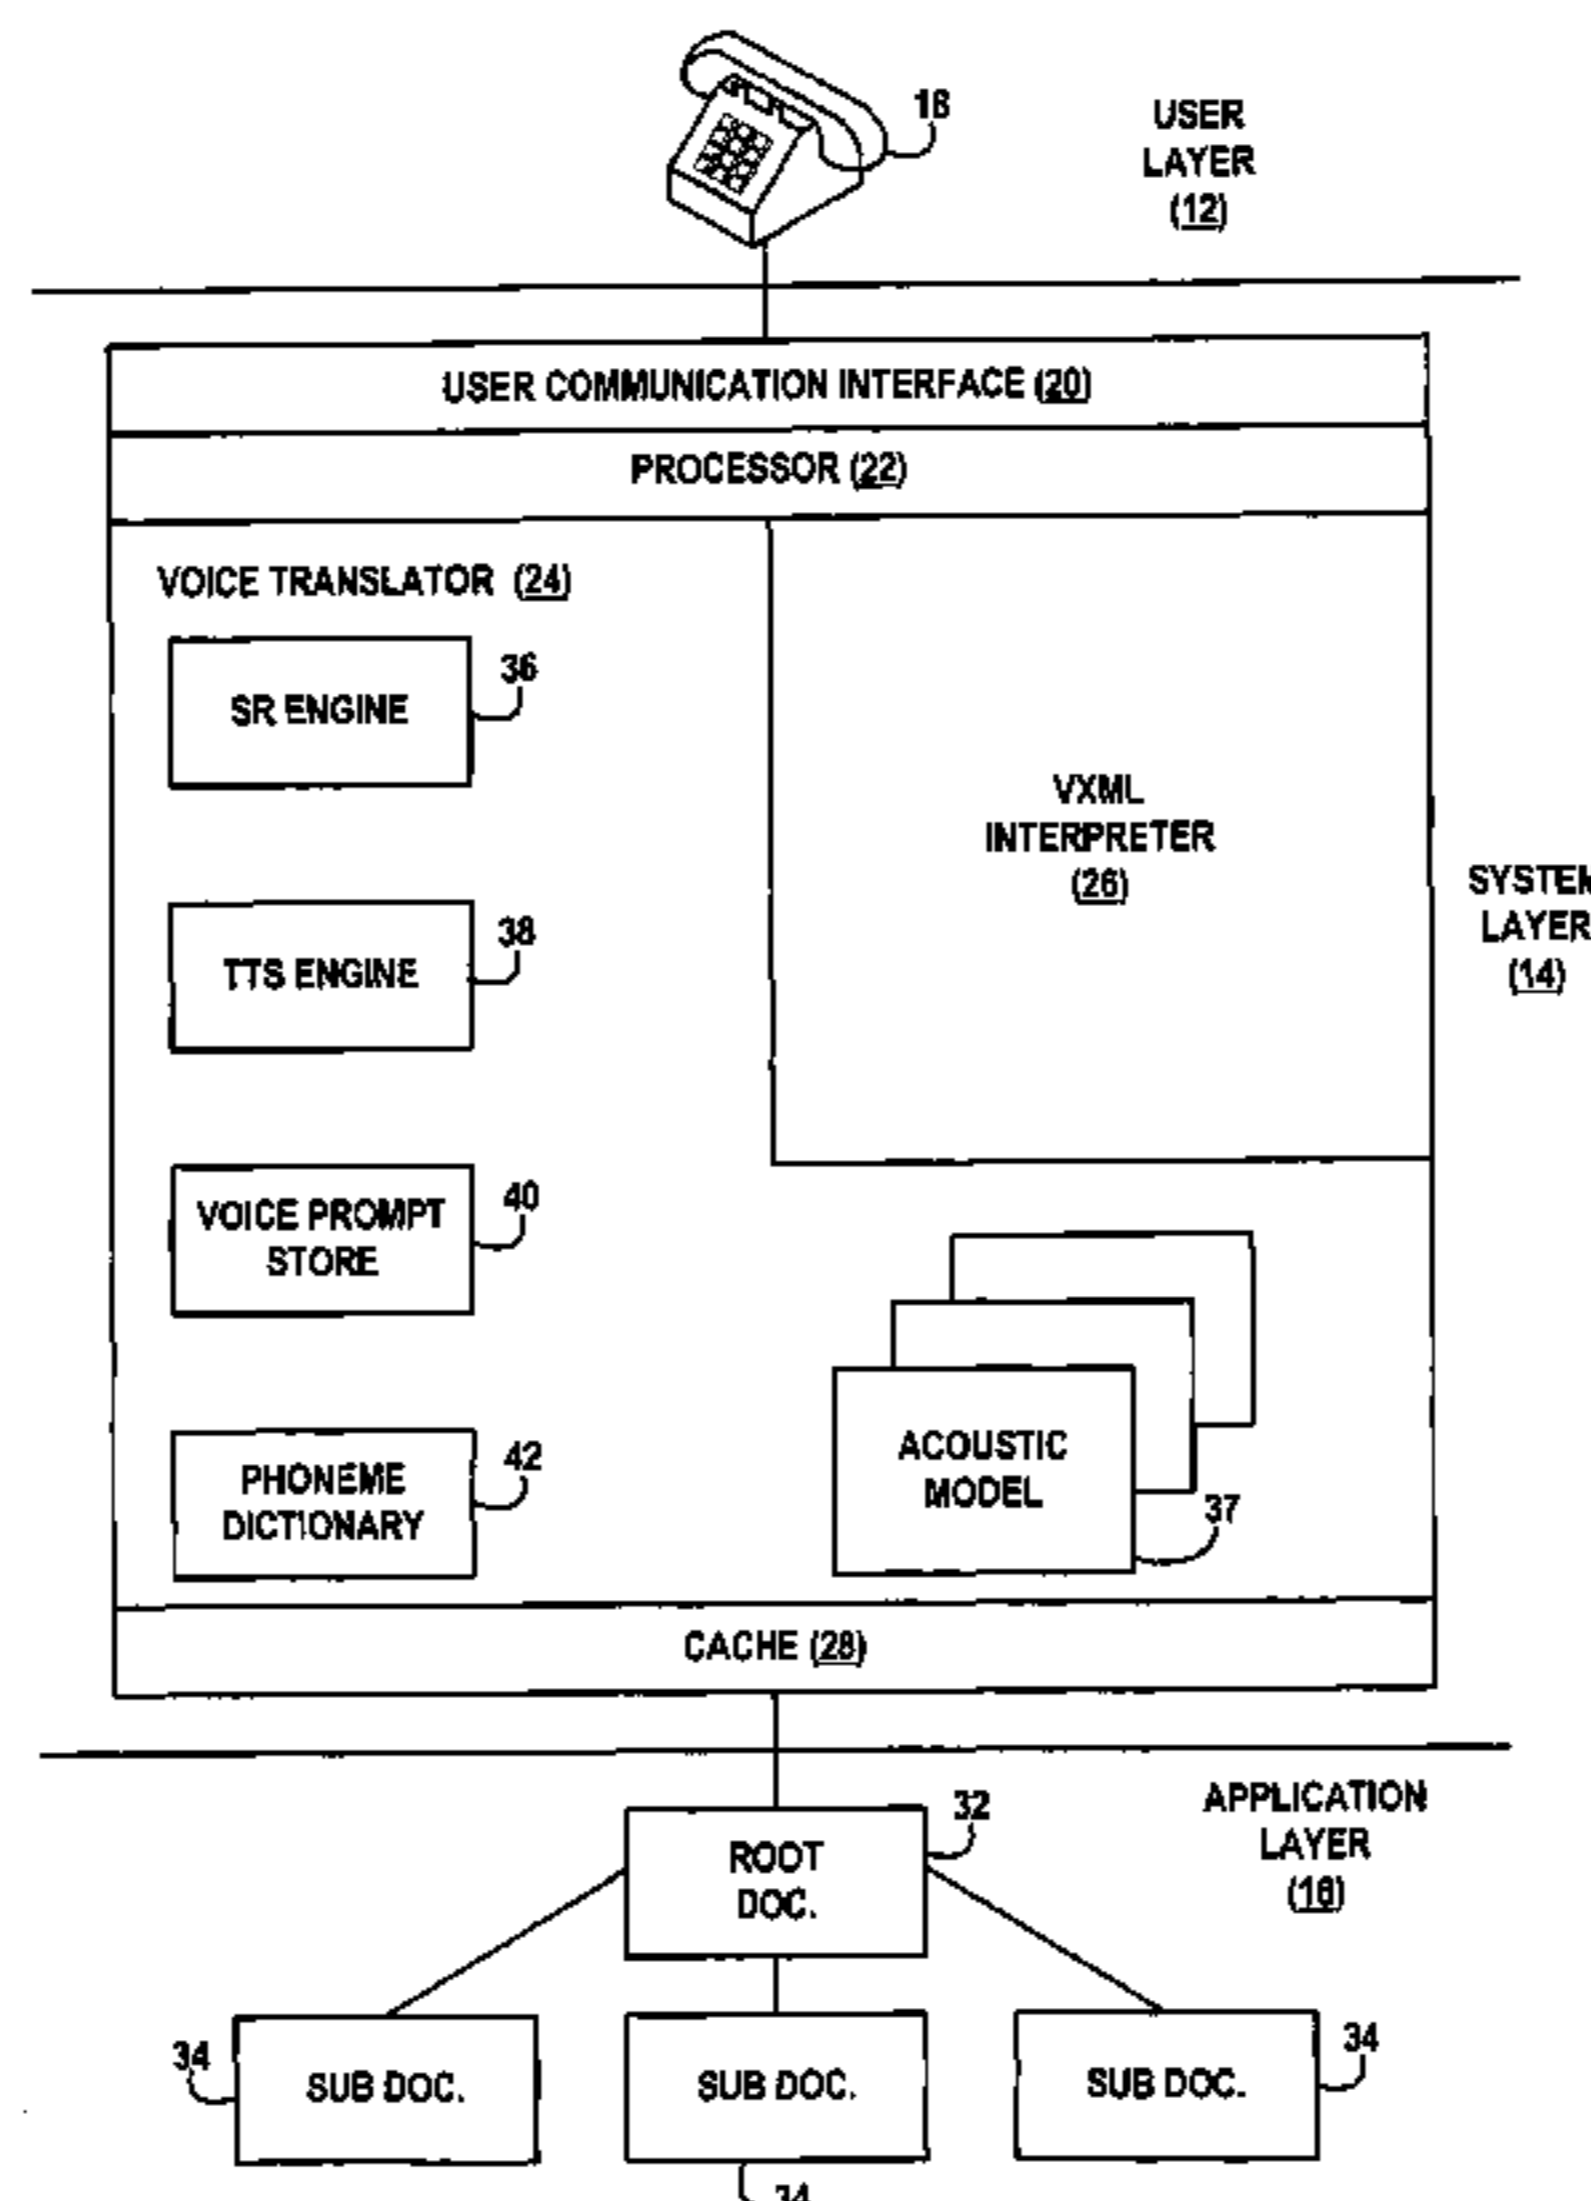 18
USER
LAYER
(12)
USER COMMUNICATION INTERFACE (20)
PROCESSOR (22)
VOICE TRANSLATOR (24)
36
SR ENGINE
VXML
INTERPRETER
(26)
SYSTEM
LAYER
(14)
38
TTS ENGINE
40
VOICE PROMPT
STORE
42
PHONEME
DICTIONARY
ACOUSTIC
MODEL
37
CACHE (28)
32
ROOT
DOC.
APPLICATION
LAYER
(16)
34
SUB DOC.
SUB DOC.
SUB DOC.
34
34